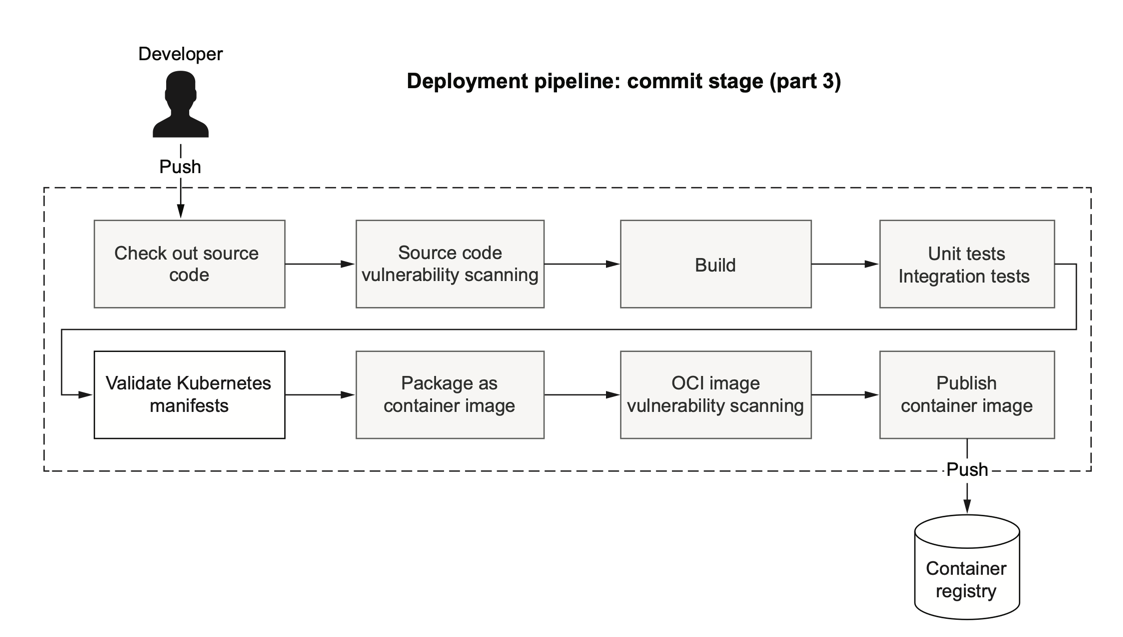 Developer
Deployment pipeline: commit stage (part 3)
Push
Check out source
code
Source code
vulnerability scanning
Build
Unit tests
Integration tests
Validate Kubernetes
manifests
Package as
container image
OCI image
vulnerability scanning
Publish
container image
Push
Container
registry